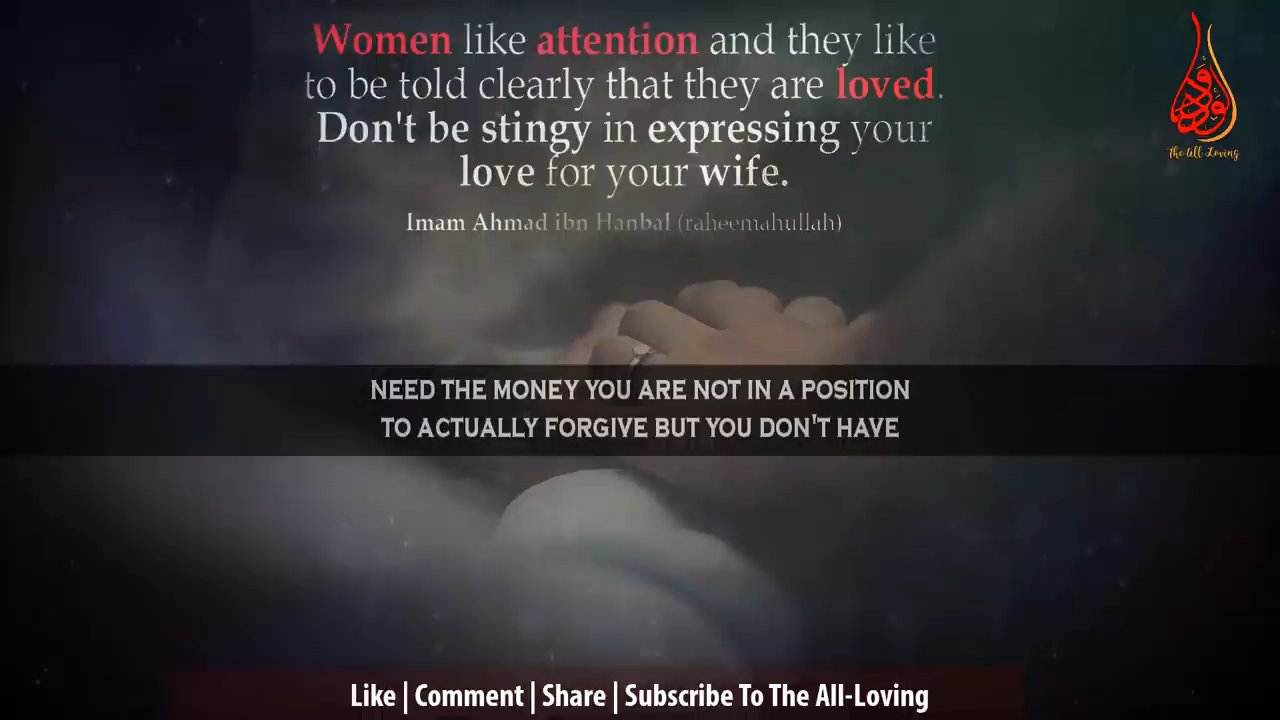 Women like attention and they like
to be told clearly that they are loved.
Don't be stingy in expressing your
love for your wife.
Imam Ahmad ibn Hanbal (raheemahullah)
الودود
The All Loving
NEED THE MONEY YOU ARE NOT IN A POSITION
TO ACTUALLY FORGIVE BUT YOU DON'T HAVE
Like | Comment | Share | Subscribe To The All-Loving